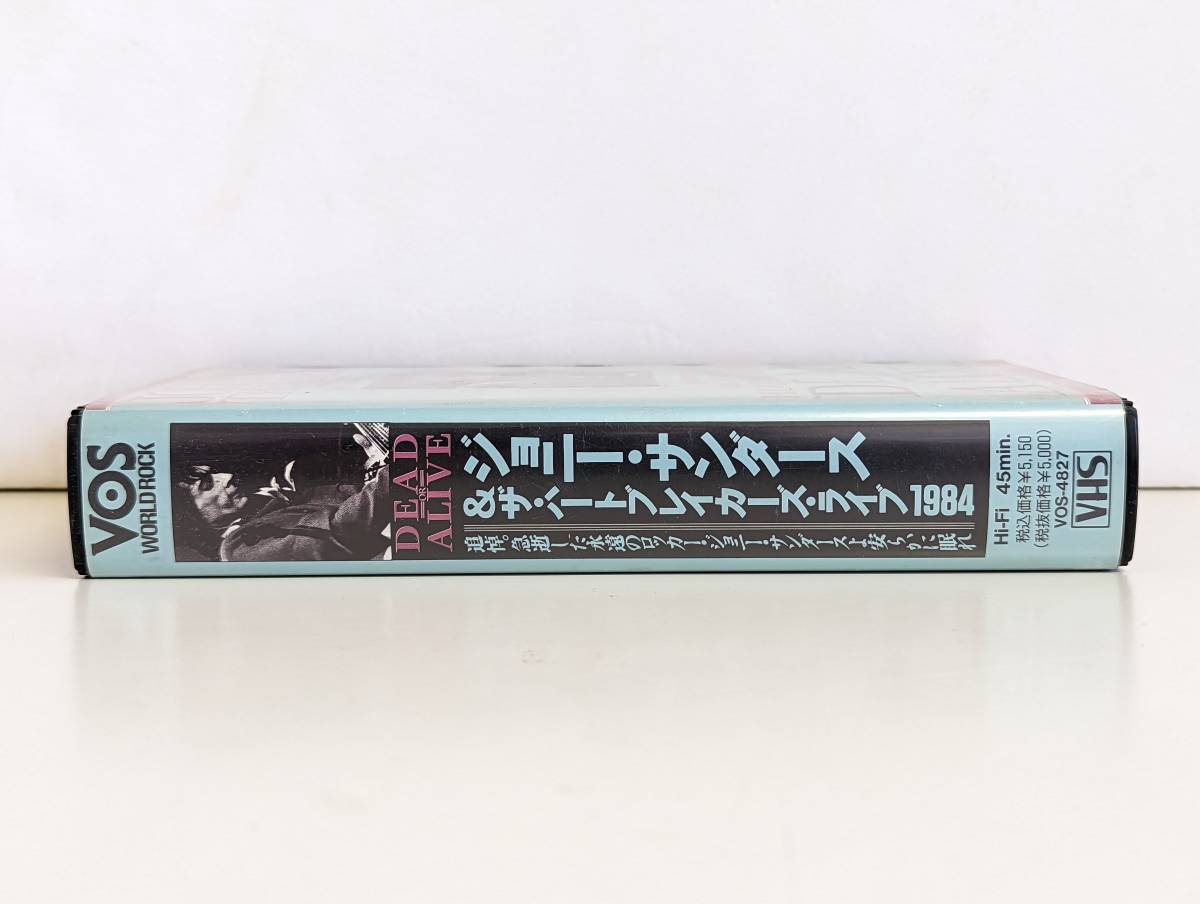 VOS
WORLD ROCK
DEAD
OR
ALIVE
ジョニー・サンダース
&ザ・ハートブレイカーズ・ライブ1984
追悼。急逝した永遠のロッカー・ジョニー・サンダースよ安らかに眠れ
Hi-Fi 45min.
税込価格¥5,150
(税抜価格¥5,000)
VOS-4827
VHS